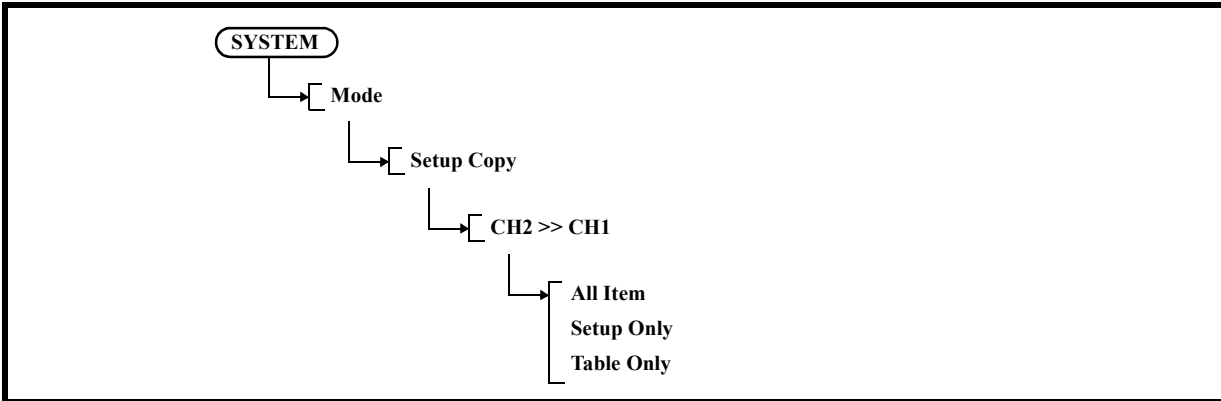 SYSTEM
Mode
Setup Copy
CH2 >> CH1
All Item
Setup Only
Table Only